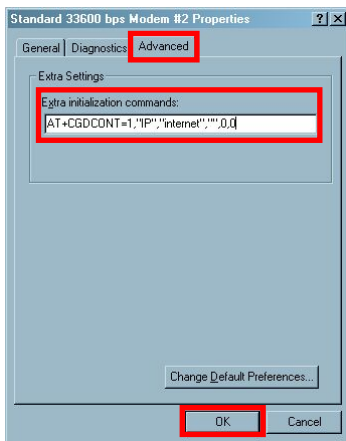 Standard 33600 bps Modem #2 Properties
General Diagnostics Advanced
Extra Settings
Extra initialization commands:
AT+CGDCONT=1,"IP","internet","",0,0
Change Default Preferences...
OK Cancel